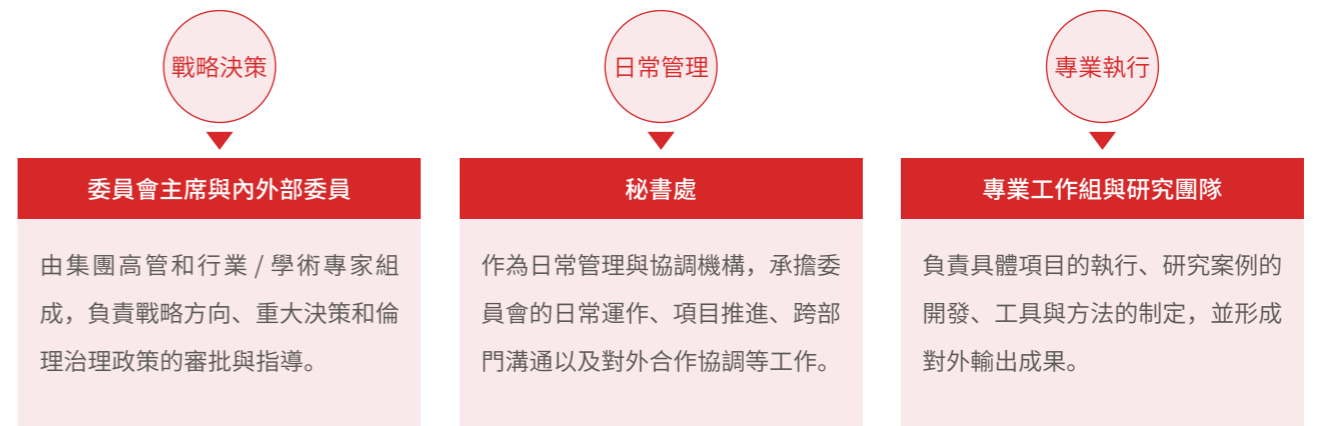 戰略決策
委員會主席與內外部委員
由集團高管和行業 / 學術專家組
成，負責戰略方向、重大決策和倫
理治理政策的審批與指導。
日常管理
秘書處
作為日常管理與協調機構，承擔委
員會的日常運作、項目推進、跨部
門溝通以及對外合作協調等工作。
專業執行
專業工作組與研究團隊
負責具體項目的執行、研究案例的
開發、工具與方法的制定，並形成
對外輸出成果。